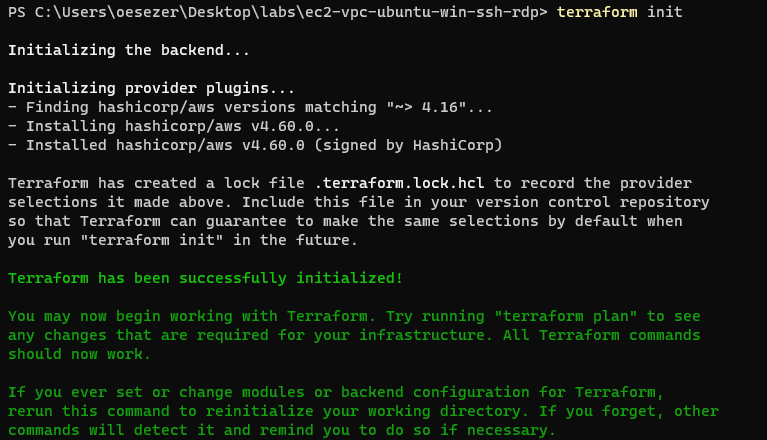 PS C:\Users\oesezer\Desktop\labs\ec2-vpc-ubuntu-win-ssh-rdp> terraform init
Initializing the backend...
Initializing provider plugins...
- Finding hashicorp/aws versions matching "~> 4.16"...
- Installing hashicorp/aws v4.60.0...
- Installed hashicorp/aws v4.60.0 (signed by HashiCorp)
Terraform has created a lock file .terraform.lock.hcl to record the provider
selections it made above. Include this file in your version control repository
so that Terraform can guarantee to make the same selections by default when
you run "terraform init" in the future.
Terraform has been successfully initialized!
You may now begin working with Terraform. Try running "terraform plan" to see
any changes that are required for your infrastructure. All Terraform commands
should now work.
If you ever set or change modules or backend configuration for Terraform,
rerun this command to reinitialize your working directory. If you forget, other
commands will detect it and remind you to do so if necessary.